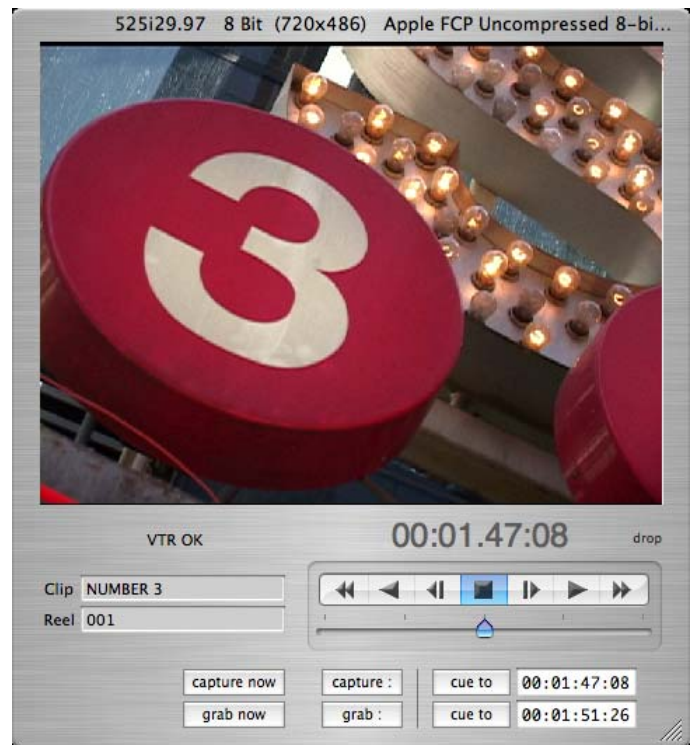 525i29.97 8 Bit (720x486) Apple FCP Uncompressed 8-bi...
3
VTR OK 00:01.47:08 drop
Clip NUMBER 3
Reel 001
capture now capture : cue to 00:01:47:08
grab now grab : cue to 00:01:51:26